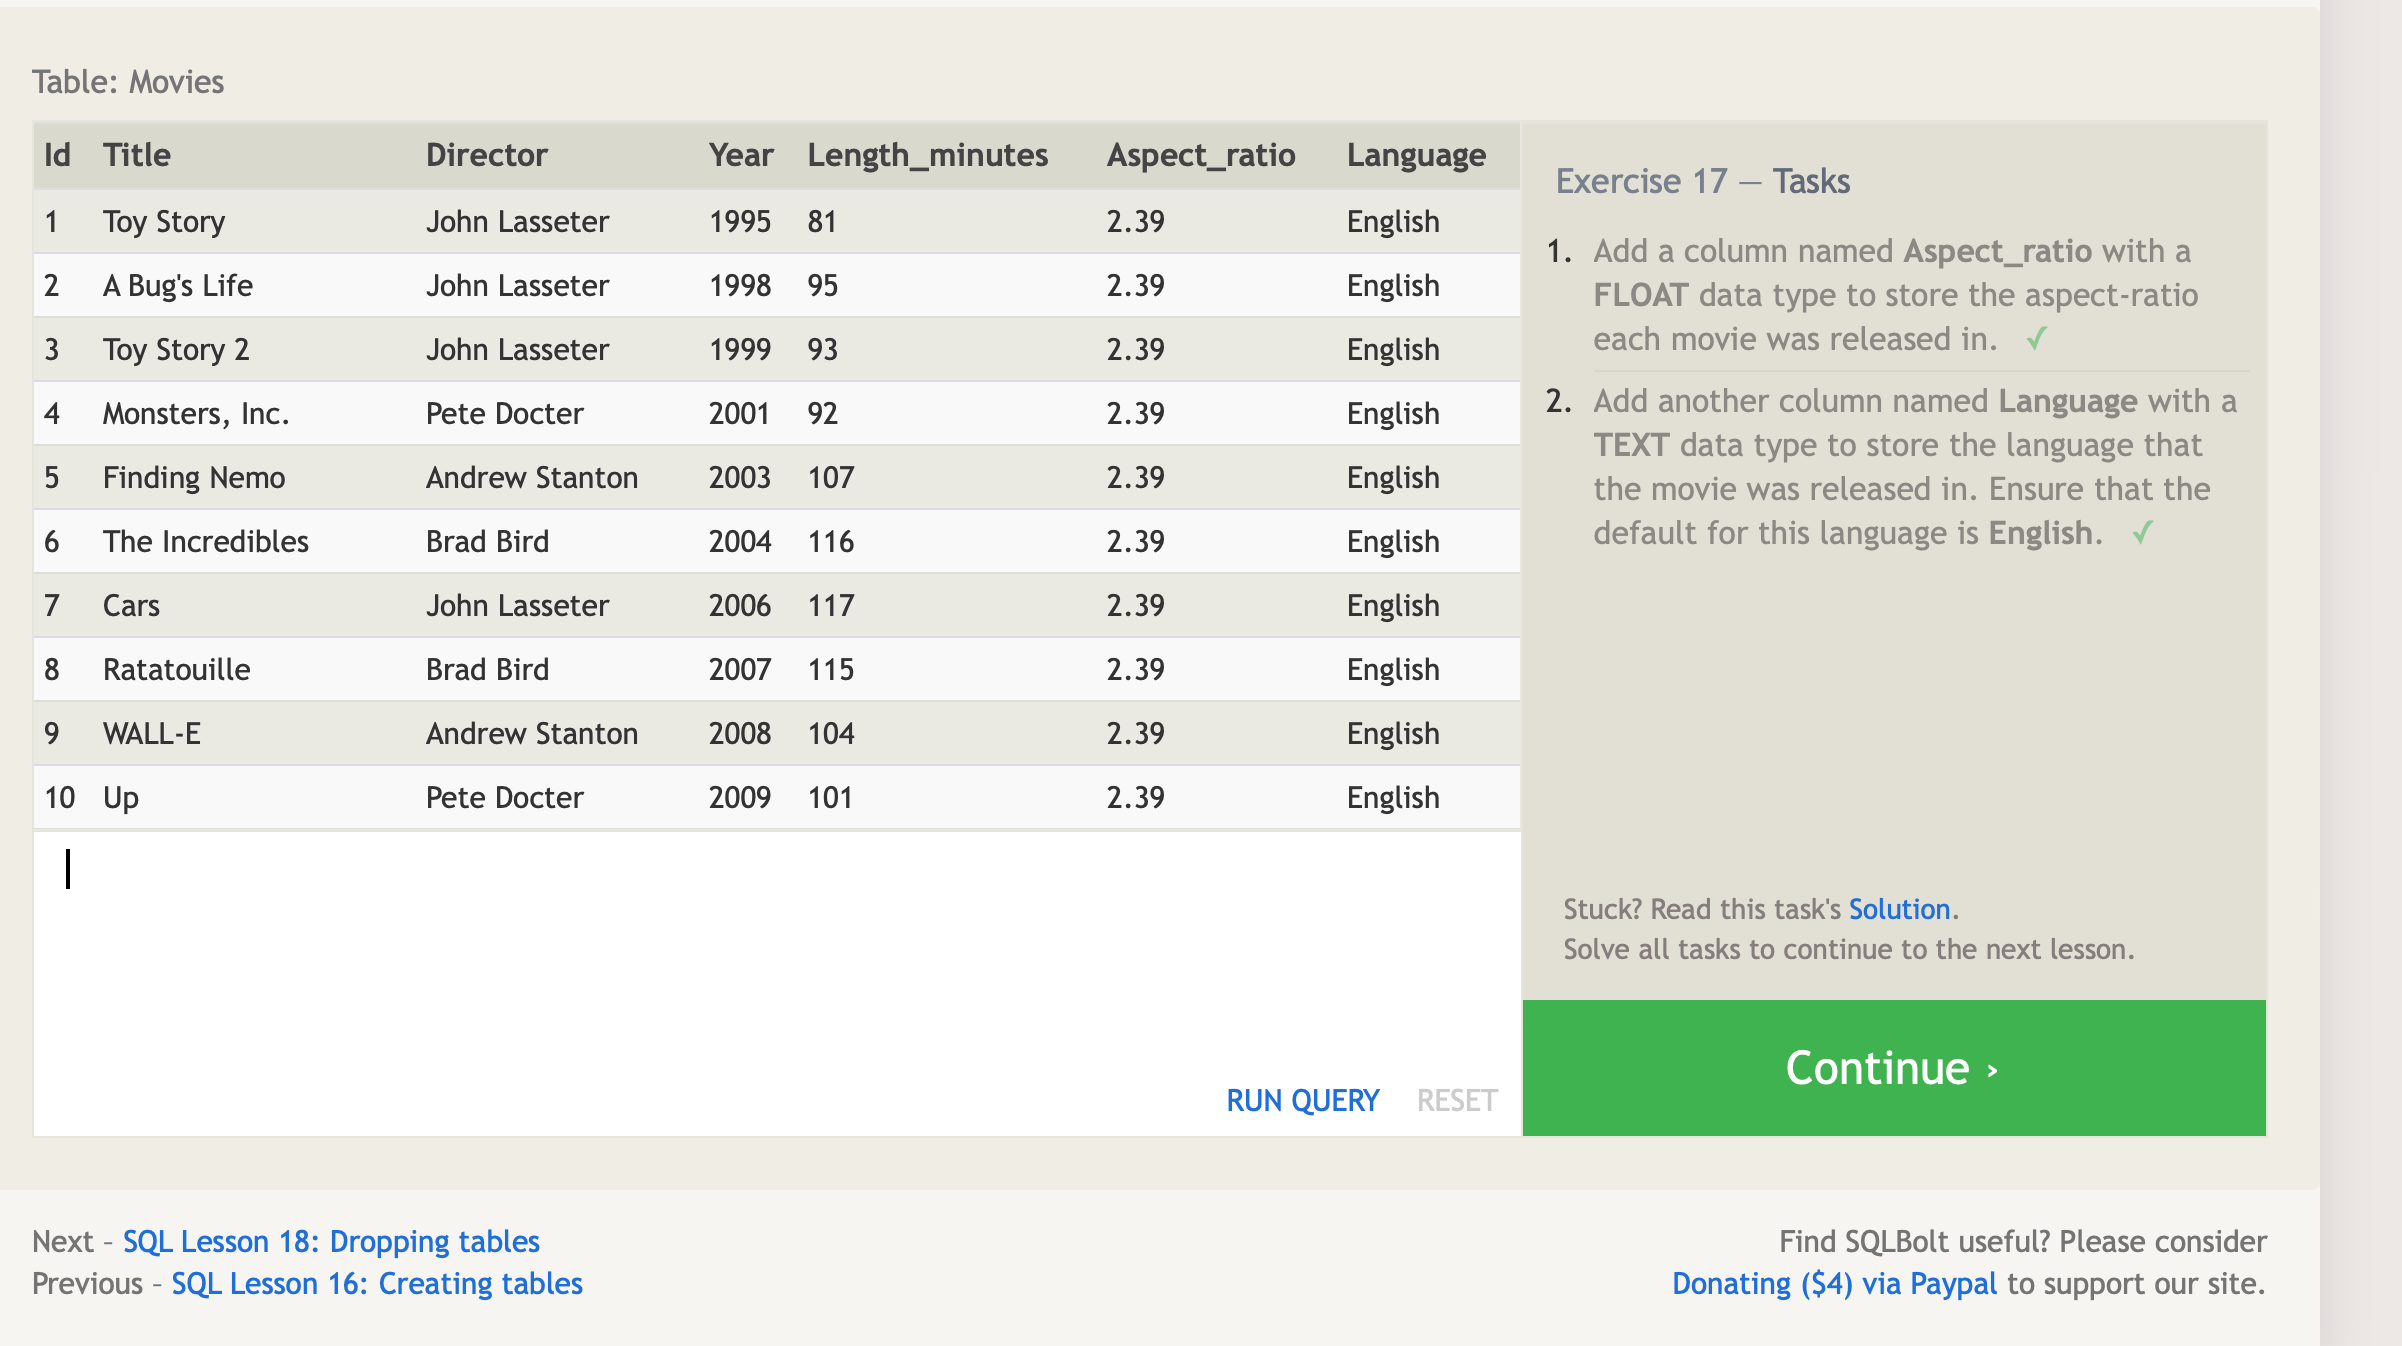 Table: Movies
Id Title Director Year Length_minutes Aspect_ratio Language
1 Toy Story John Lasseter 1995 81 2.39 English
2 A Bug's Life John Lasseter 1998 95 2.39 English
3 Toy Story 2 John Lasseter 1999 93 2.39 English
4 Monsters, Inc. Pete Docter 2001 92 2.39 English
5 Finding Nemo Andrew Stanton 2003 107 2.39 English
6 The Incredibles Brad Bird 2004 116 2.39 English
7 Cars John Lasseter 2006 117 2.39 English
8 Ratatouille Brad Bird 2007 115 2.39 English
9 WALL-E Andrew Stanton 2008 104 2.39 English
10 Up Pete Docter 2009 101 2.39 English
RUN QUERY RESET
Exercise 17 — Tasks
1. Add a column named Aspect_ratio with a
FLOAT data type to store the aspect-ratio
each movie was released in. ✓
2. Add another column named Language with a
TEXT data type to store the language that
the movie was released in. Ensure that the
default for this language is English. ✓
Stuck? Read this task's Solution.
Solve all tasks to continue to the next lesson.
Continue ›
Next – SQL Lesson 18: Dropping tables
Previous – SQL Lesson 16: Creating tables
Find SQLBolt useful? Please consider
Donating ($4) via Paypal to support our site.